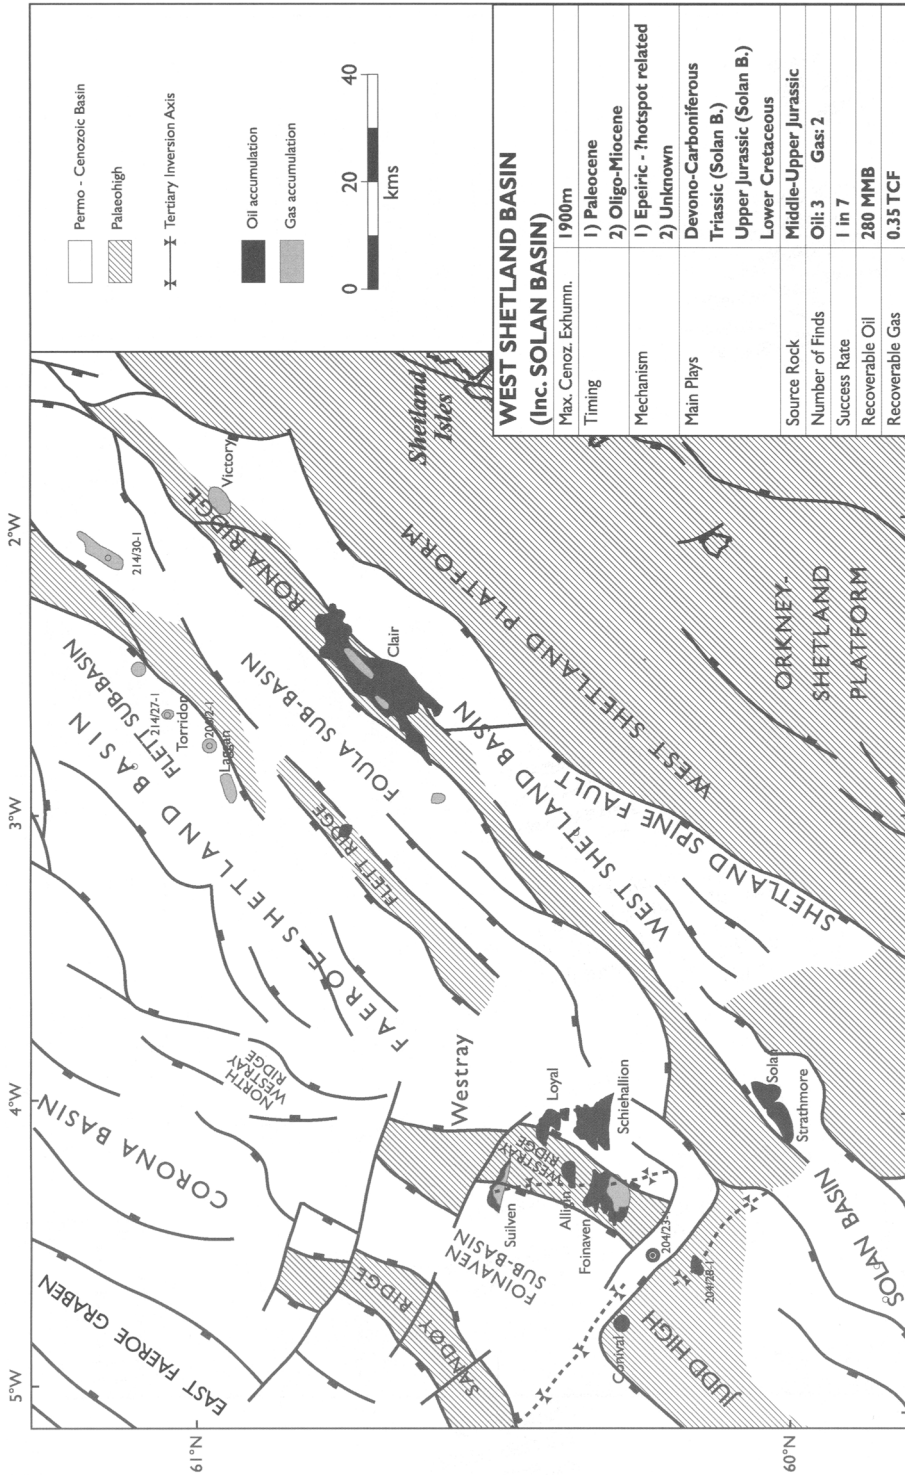 5°W
4°W
3°W
2°W
61°N
60°N
Permo - Cenozoic Basin
Palaeohigh
Tertiary Inversion Axis
Oil accumulation
Gas accumulation
0
20
40
kms
EAST FAEROE GRABEN
CORONA BASIN
NORTH
WESTRAY
RIDGE
FAEROE-SHETLAND BASIN
FLETT SUB-BASIN
214/27-1
Torridon
Laggan
214/30-1
Victory
RONA RIDGE
Clair
FOULA SUB-BASIN
FLETT RIDGE
Westray
SANDØY RIDGE
FOINAVEN
SUB-BASIN
WESTRAY
RIDGE
Suilven
Alligin
Foinaven
Loyal
Schiehallion
204/23-1
204/28-1
Conival
JUDD HIGH
SOLAN BASIN
Strathmore
Solan
WEST SHETLAND BASIN
SHETLAND SPINE FAULT
WEST SHETLAND PLATFORM
ORKNEY-
SHETLAND
PLATFORM
Shetland
Isles
WEST SHETLAND BASIN
(Inc. SOLAN BASIN)
Max. Cenoz. Exhumn. 1900m
Timing 1) Paleocene
2) Oligo-Miocene
Mechanism 1) Epeiric - ?hotspot related
2) Unknown
Main Plays Devono-Carboniferous
Triassic (Solan B.)
Upper Jurassic (Solan B.)
Lower Cretaceous
Source Rock Middle-Upper Jurassic
Number of Finds Oil: 3 Gas: 2
Success Rate 1 in 7
Recoverable Oil 280 MMB
Recoverable Gas 0.35 TCF